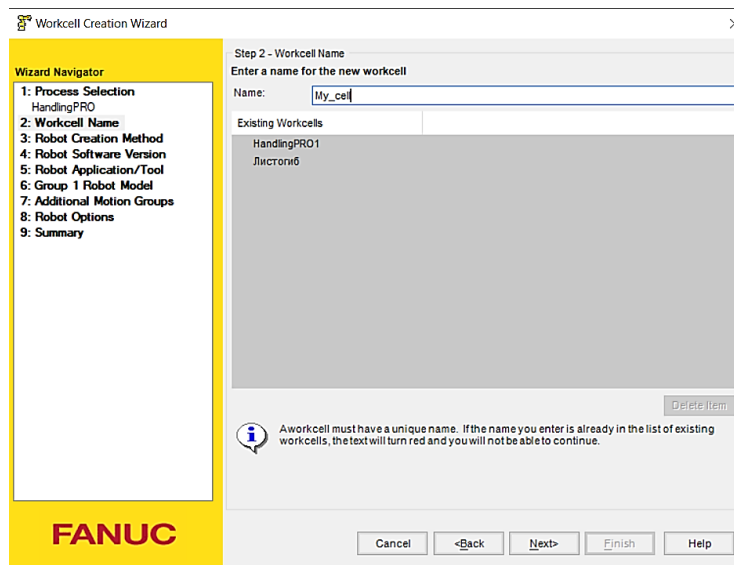 Workcell Creation Wizard
Wizard Navigator
1: Process Selection
HandlingPRO
2: Workcell Name
3: Robot Creation Method
4: Robot Software Version
5: Robot Application/Tool
6: Group 1 Robot Model
7: Additional Motion Groups
8: Robot Options
9: Summary
FANUC
Step 2 - Workcell Name
Enter a name for the new workcell
Name: My_cell
Existing Workcells
HandlingPRO1
Листогиб
Delete Item
A workcell must have a unique name. If the name you enter is already in the list of existing
workcells, the text will turn red and you will not be able to continue.
Cancel <Back Next> Finish Help